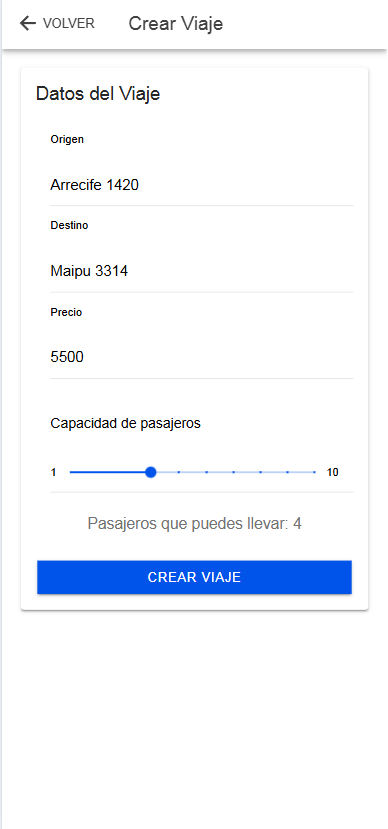 VOLVER Crear Viaje
Datos del Viaje
Origen
Arrecife 1420
Destino
Maipu 3314
Precio
5500
Capacidad de pasajeros
1 10
Pasajeros que puedes llevar: 4
CREAR VIAJE